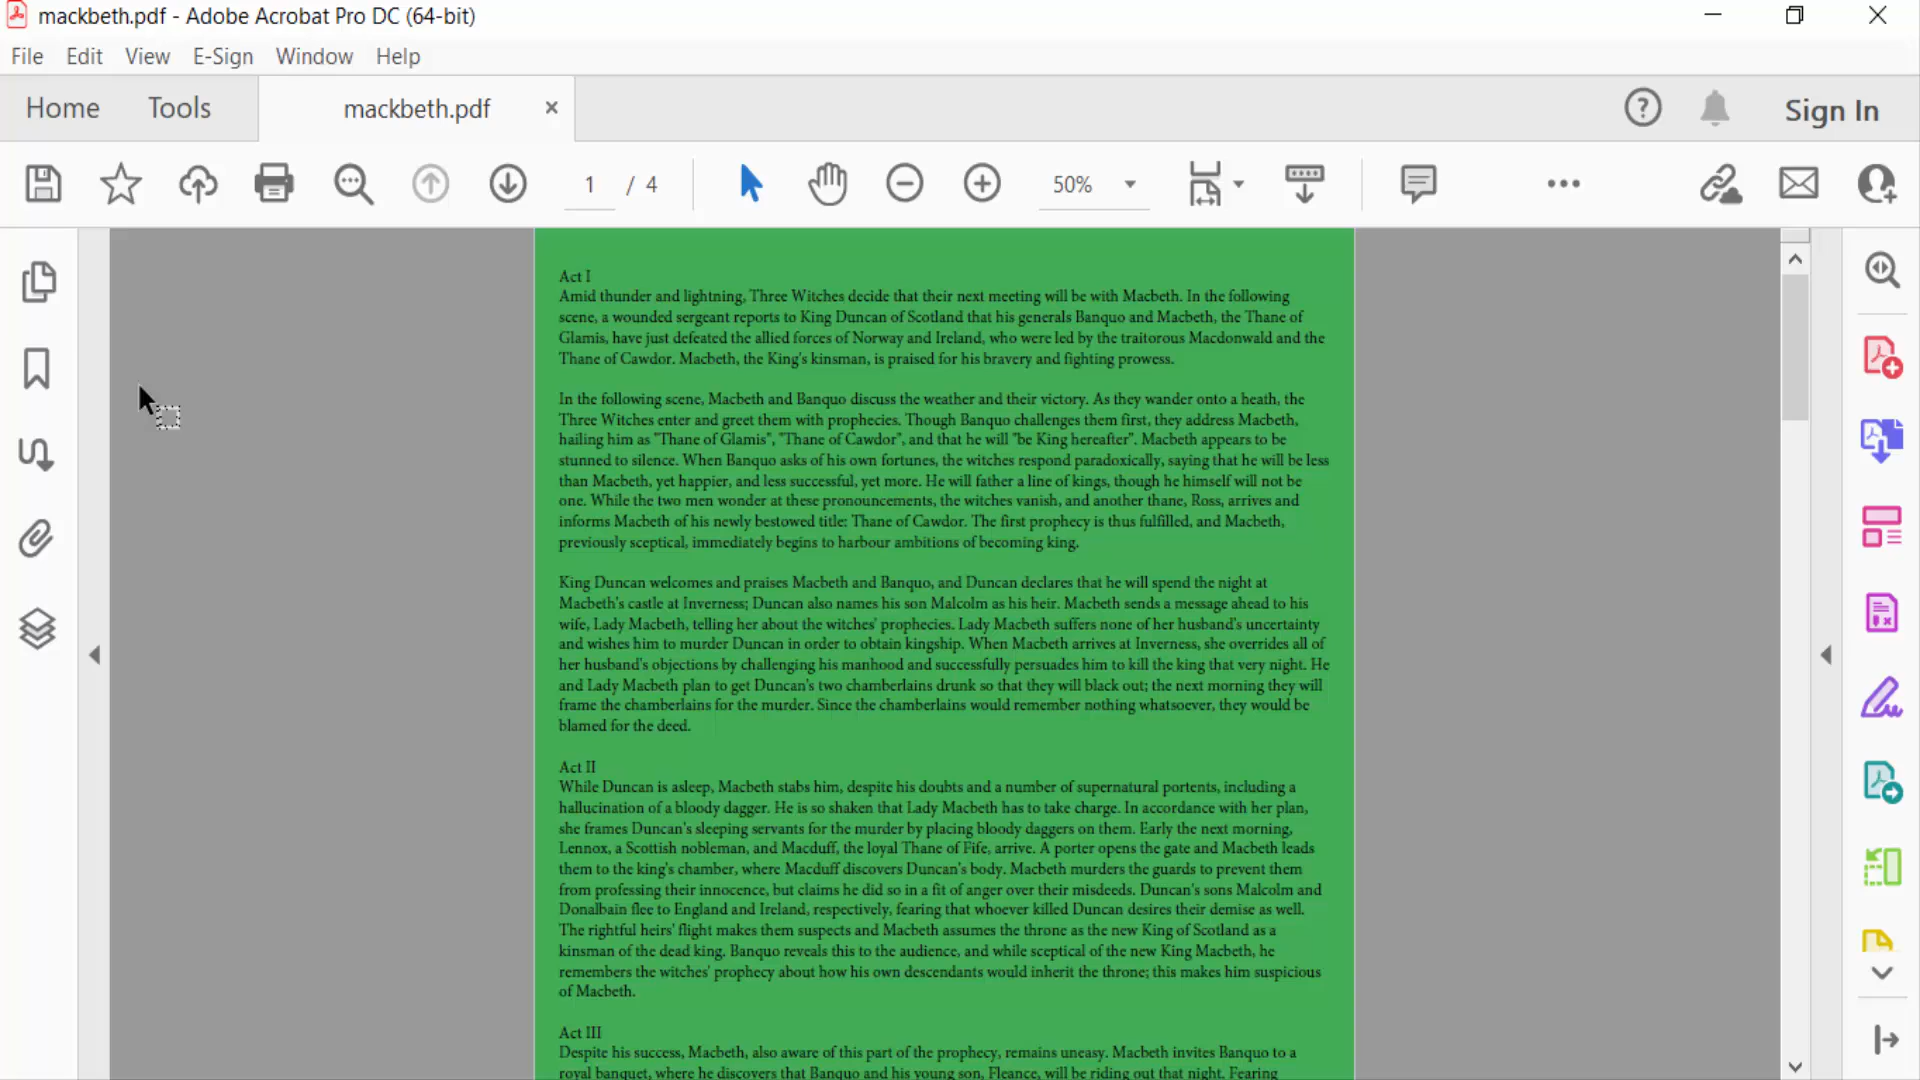 mackbeth.pdf - Adobe Acrobat Pro DC (64-bit)
File Edit View E-Sign Window Help
Home Tools mackbeth.pdf × Sign In
1 / 4 50%
Act I
Amid thunder and lightning, Three Witches decide that their next meeting will be with Macbeth. In the following
scene, a wounded sergeant reports to King Duncan of Scotland that his generals Banquo and Macbeth, the Thane of
Glamis, have just defeated the allied forces of Norway and Ireland, who were led by the traitorous Macdonwald and the
Thane of Cawdor. Macbeth, the King's kinsman, is praised for his bravery and fighting prowess.
In the following scene, Macbeth and Banquo discuss the weather and their victory. As they wander onto a heath, the
Three Witches enter and greet them with prophecies. Though Banquo challenges them first, they address Macbeth,
hailing him as "Thane of Glamis", "Thane of Cawdor", and that he will "be King hereafter". Macbeth appears to be
stunned to silence. When Banquo asks of his own fortunes, the witches respond paradoxically, saying that he will be less
than Macbeth, yet happier, and less successful, yet more. He will father a line of kings, though he himself will not be
one. While the two men wonder at these pronouncements, the witches vanish, and another thane, Ross, arrives and
informs Macbeth of his newly bestowed title: Thane of Cawdor. The first prophecy is thus fulfilled, and Macbeth,
previously sceptical, immediately begins to harbour ambitions of becoming king.
King Duncan welcomes and praises Macbeth and Banquo, and Duncan declares that he will spend the night at
Macbeth's castle at Inverness; Duncan also names his son Malcolm as his heir. Macbeth sends a message ahead to his
wife, Lady Macbeth, telling her about the witches' prophecies. Lady Macbeth suffers none of her husband's uncertainty
and wishes him to murder Duncan in order to obtain kingship. When Macbeth arrives at Inverness, she overrides all of
her husband's objections by challenging his manhood and successfully persuades him to kill the king that very night. He
and Lady Macbeth plan to get Duncan's two chamberlains drunk so that they will black out; the next morning they will
frame the chamberlains for the murder. Since the chamberlains would remember nothing whatsoever, they would be
blamed for the deed.
Act II
While Duncan is asleep, Macbeth stabs him, despite his doubts and a number of supernatural portents, including a
hallucination of a bloody dagger. He is so shaken that Lady Macbeth has to take charge. In accordance with her plan,
she frames Duncan's sleeping servants for the murder by placing bloody daggers on them. Early the next morning,
Lennox, a Scottish nobleman, and Macduff, the loyal Thane of Fife, arrive. A porter opens the gate and Macbeth leads
them to the king's chamber, where Macduff discovers Duncan's body. Macbeth murders the guards to prevent them
from professing their innocence, but claims he did so in a fit of anger over their misdeeds. Duncan's sons Malcolm and
Donalbain flee to England and Ireland, respectively, fearing that whoever killed Duncan desires their demise as well.
The rightful heirs' flight makes them suspects and Macbeth assumes the throne as the new King of Scotland as a
kinsman of the dead king. Banquo reveals this to the audience, and while sceptical of the new King Macbeth, he
remembers the witches' prophecy about how his own descendants would inherit the throne; this makes him suspicious
of Macbeth.
Act III
Despite his success, Macbeth, also aware of this part of the prophecy, remains uneasy. Macbeth invites Banquo to a
royal banquet, where he discovers that Banquo and his young son, Fleance, will be riding out that night. Fearing